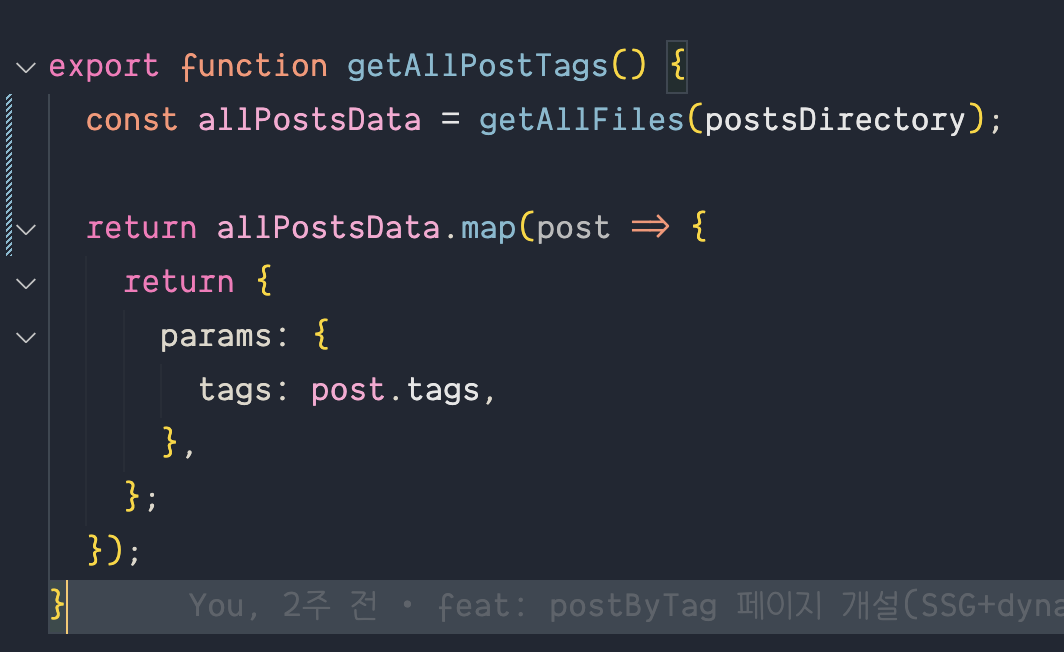 export function getAllPostTags() {
  const allPostsData = getAllFiles(postsDirectory);

  return allPostsData.map(post => {
    return {
      params: {
        tags: post.tags,
      },
    };
  });
}    You, 2주 전 • feat: postByTag 페이지 개설(SSG+dyna